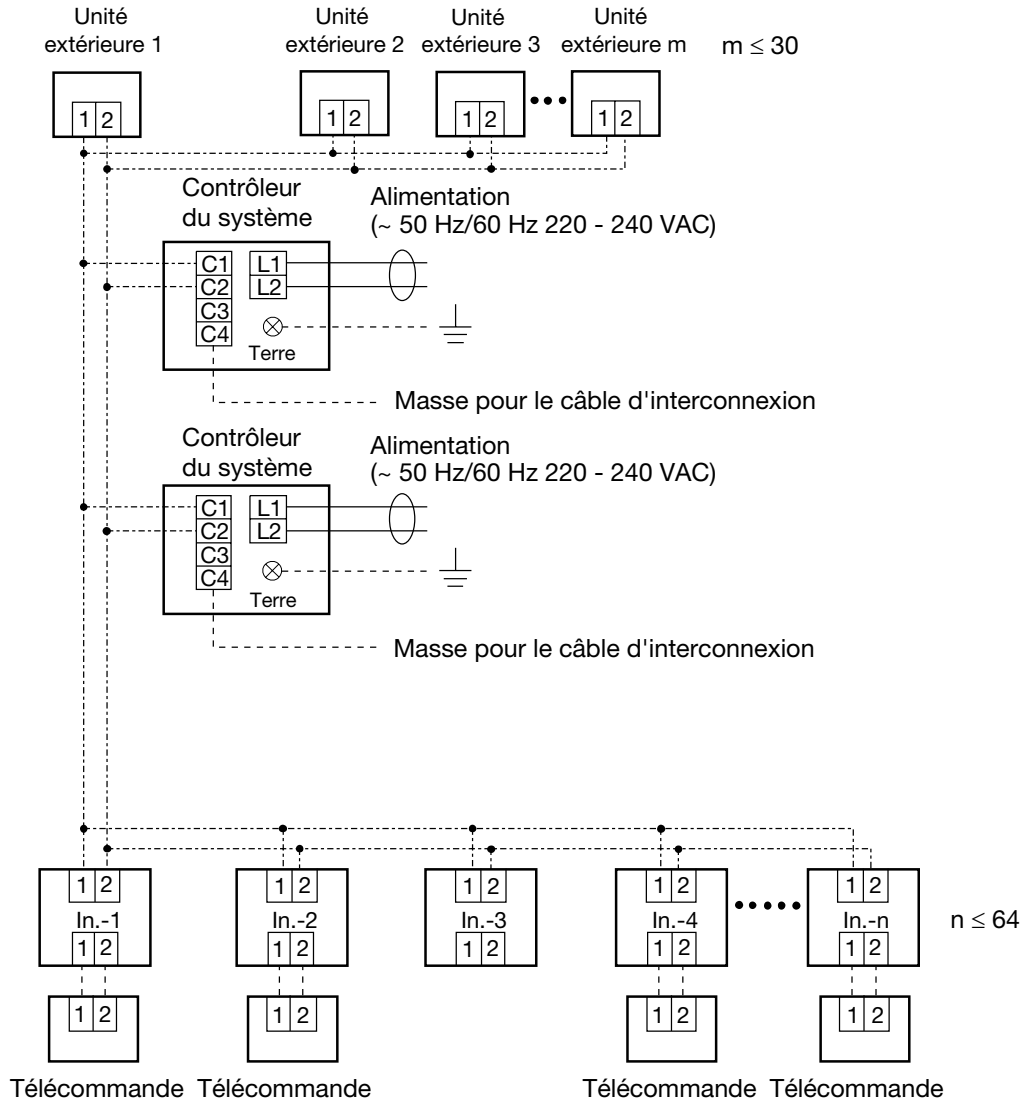 Unité
extérieure 1
Unité
extérieure 2
Unité
extérieure 3
Unité
extérieure m
m ≤ 30
1 2
1 2
1 2
1 2
Contrôleur
du système
Alimentation
(~ 50 Hz/60 Hz 220 - 240 VAC)
C1 L1
C2 L2
C3
C4
Terre
Masse pour le câble d'interconnexion
Contrôleur
du système
Alimentation
(~ 50 Hz/60 Hz 220 - 240 VAC)
C1 L1
C2 L2
C3
C4
Terre
Masse pour le câble d'interconnexion
1 2
In.-1
1 2
1 2
In.-2
1 2
1 2
In.-3
1 2
1 2
In.-4
1 2
1 2
In.-n
1 2
n ≤ 64
1 2
1 2
1 2
1 2
Télécommande
Télécommande
Télécommande
Télécommande